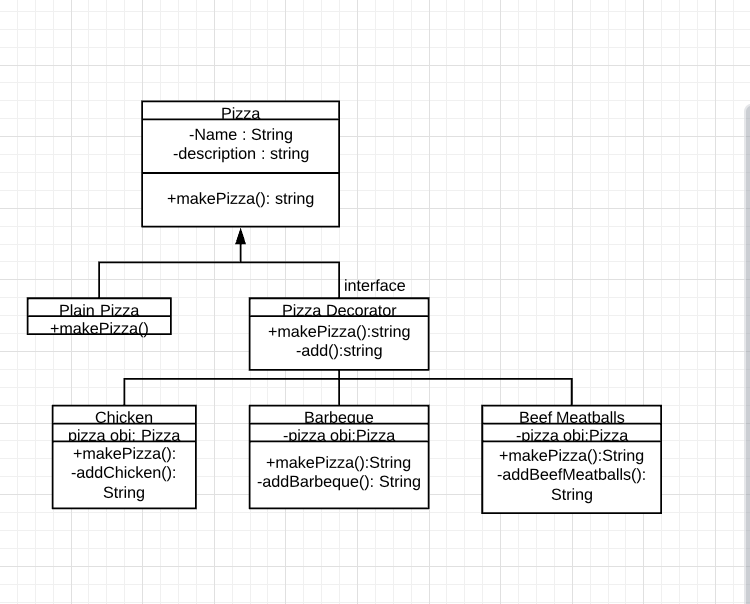 Pizza
-Name : String
-description : string
+makePizza(): string
interface
Plain Pizza
+makePizza()
Pizza Decorator
+makePizza():string
-add():string
Chicken
pizza obj: Pizza
+makePizza():
-addChicken():
String
Barbeque
-pizza obj:Pizza
+makePizza():String
-addBarbeque(): String
Beef Meatballs
-pizza obj:Pizza
+makePizza():String
-addBeefMeatballs():
String